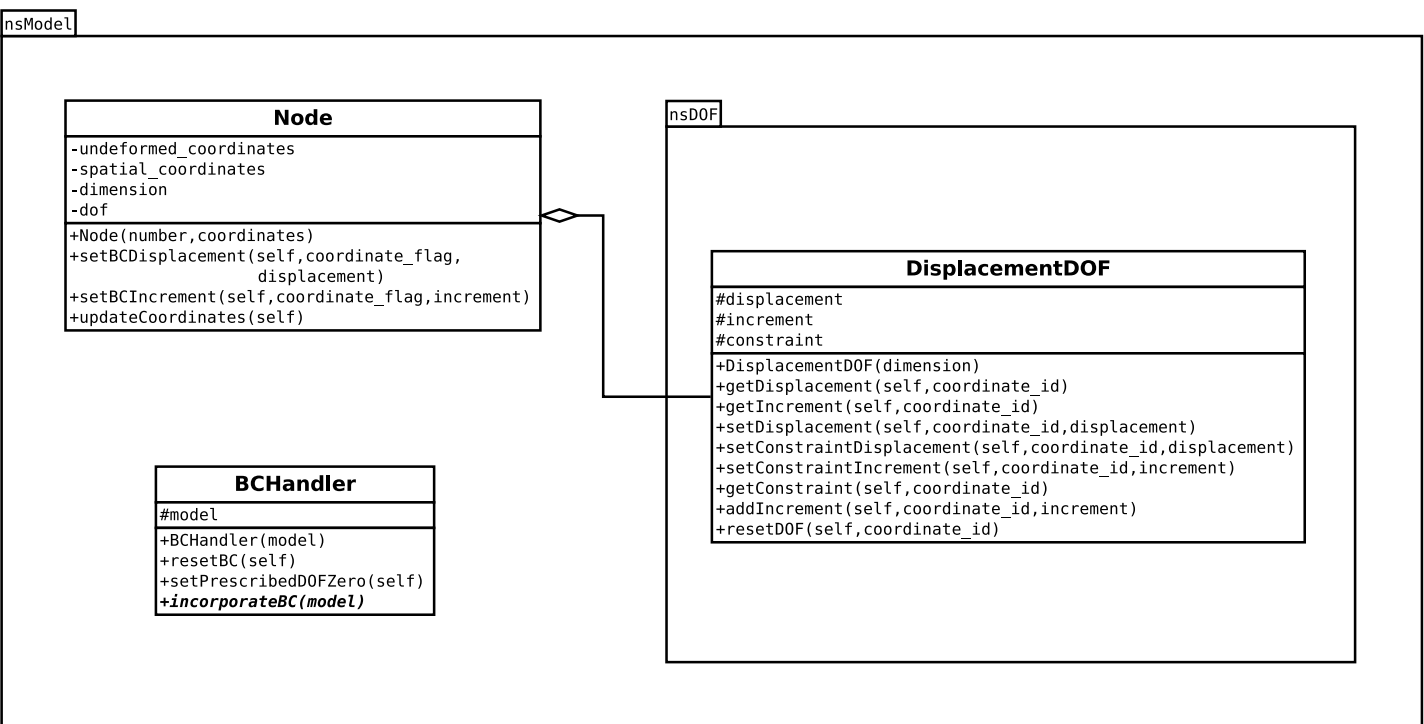 nsModel
Node
-undeformed_coordinates
-spatial_coordinates
-dimension
-dof
+Node(number,coordinates)
+setBCDisplacement(self,coordinate_flag,
displacement)
+setBCIncrement(self,coordinate_flag,increment)
+updateCoordinates(self)
nsDOF
DisplacementDOF
#displacement
#increment
#constraint
+DisplacementDOF(dimension)
+getDisplacement(self,coordinate_id)
+getIncrement(self,coordinate_id)
+setDisplacement(self,coordinate_id,displacement)
+setConstraintDisplacement(self,coordinate_id,displacement)
+setConstraintIncrement(self,coordinate_id,increment)
+getConstraint(self,coordinate_id)
+addIncrement(self,coordinate_id,increment)
+resetDOF(self,coordinate_id)
BCHandler
#model
+BCHandler(model)
+resetBC(self)
+setPrescribedDOFZero(self)
+incorporateBC(model)